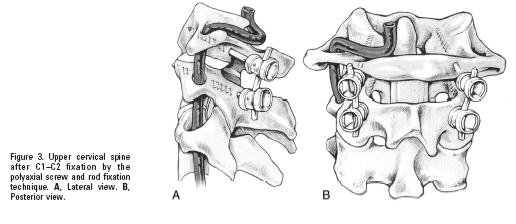 Figure 3. Upper cervical spine
after C1–C2 fixation by the
polyaxial screw and rod fixation
technique. A, Lateral view. B,
Posterior view.
A
B